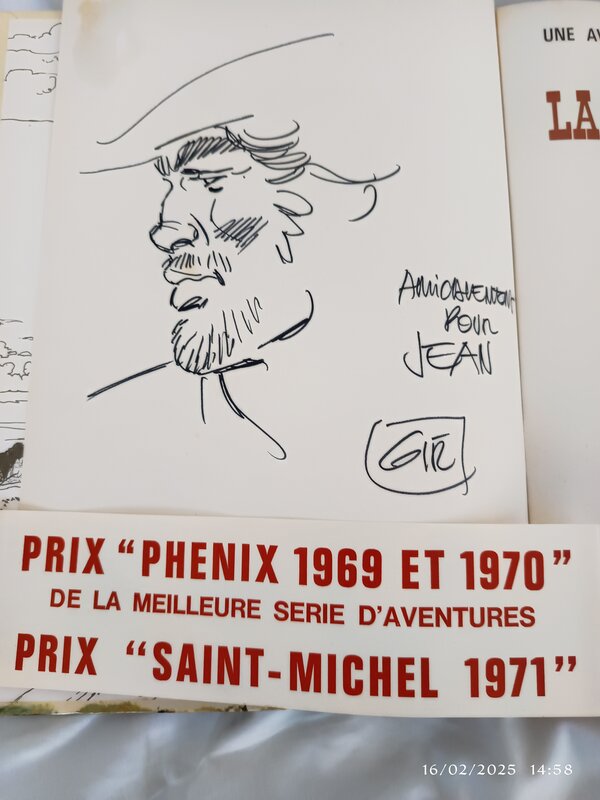 UNE AV
LA
AMICALEMENT
POUR
JEAN
GIR
PRIX “PHENIX 1969 ET 1970”
DE LA MEILLEURE SERIE D’AVENTURES
PRIX “SAINT-MICHEL 1971”
16/02/2025 14:58